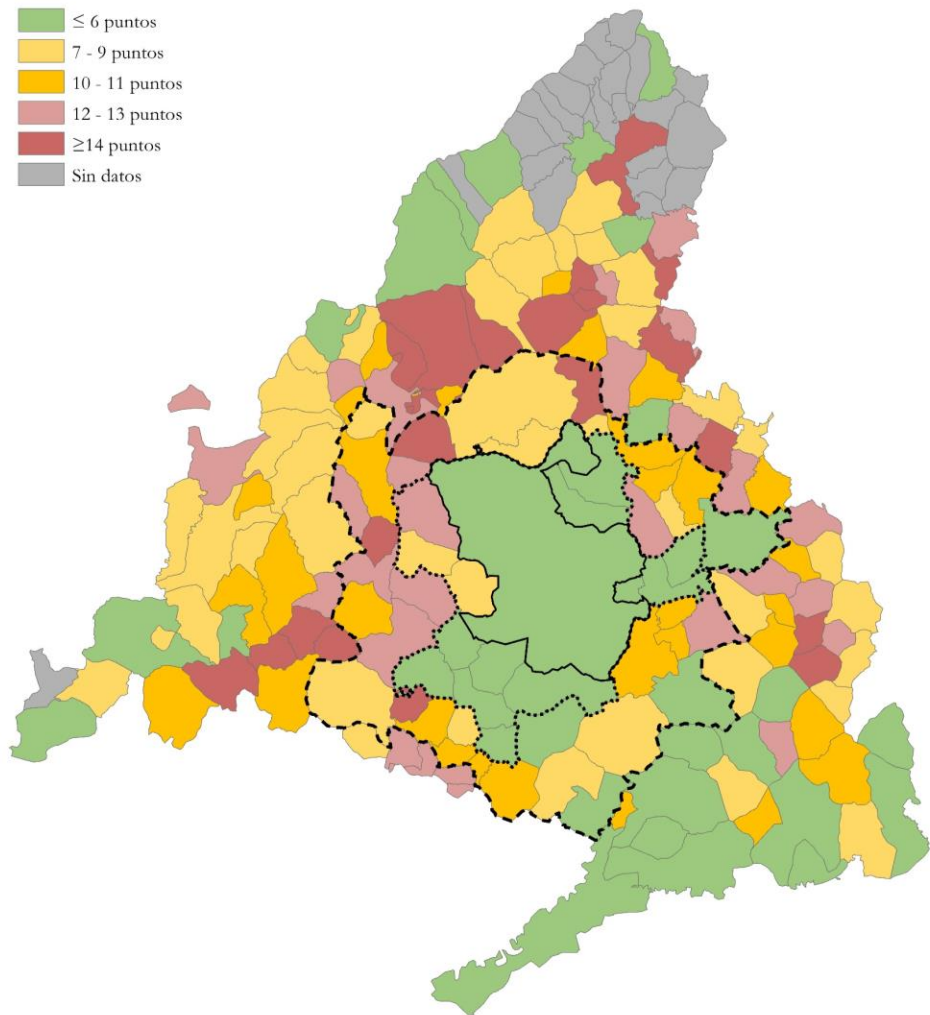 ≤ 6 puntos
7 - 9 puntos
10 - 11 puntos
12 - 13 puntos
≥14 puntos
Sin datos